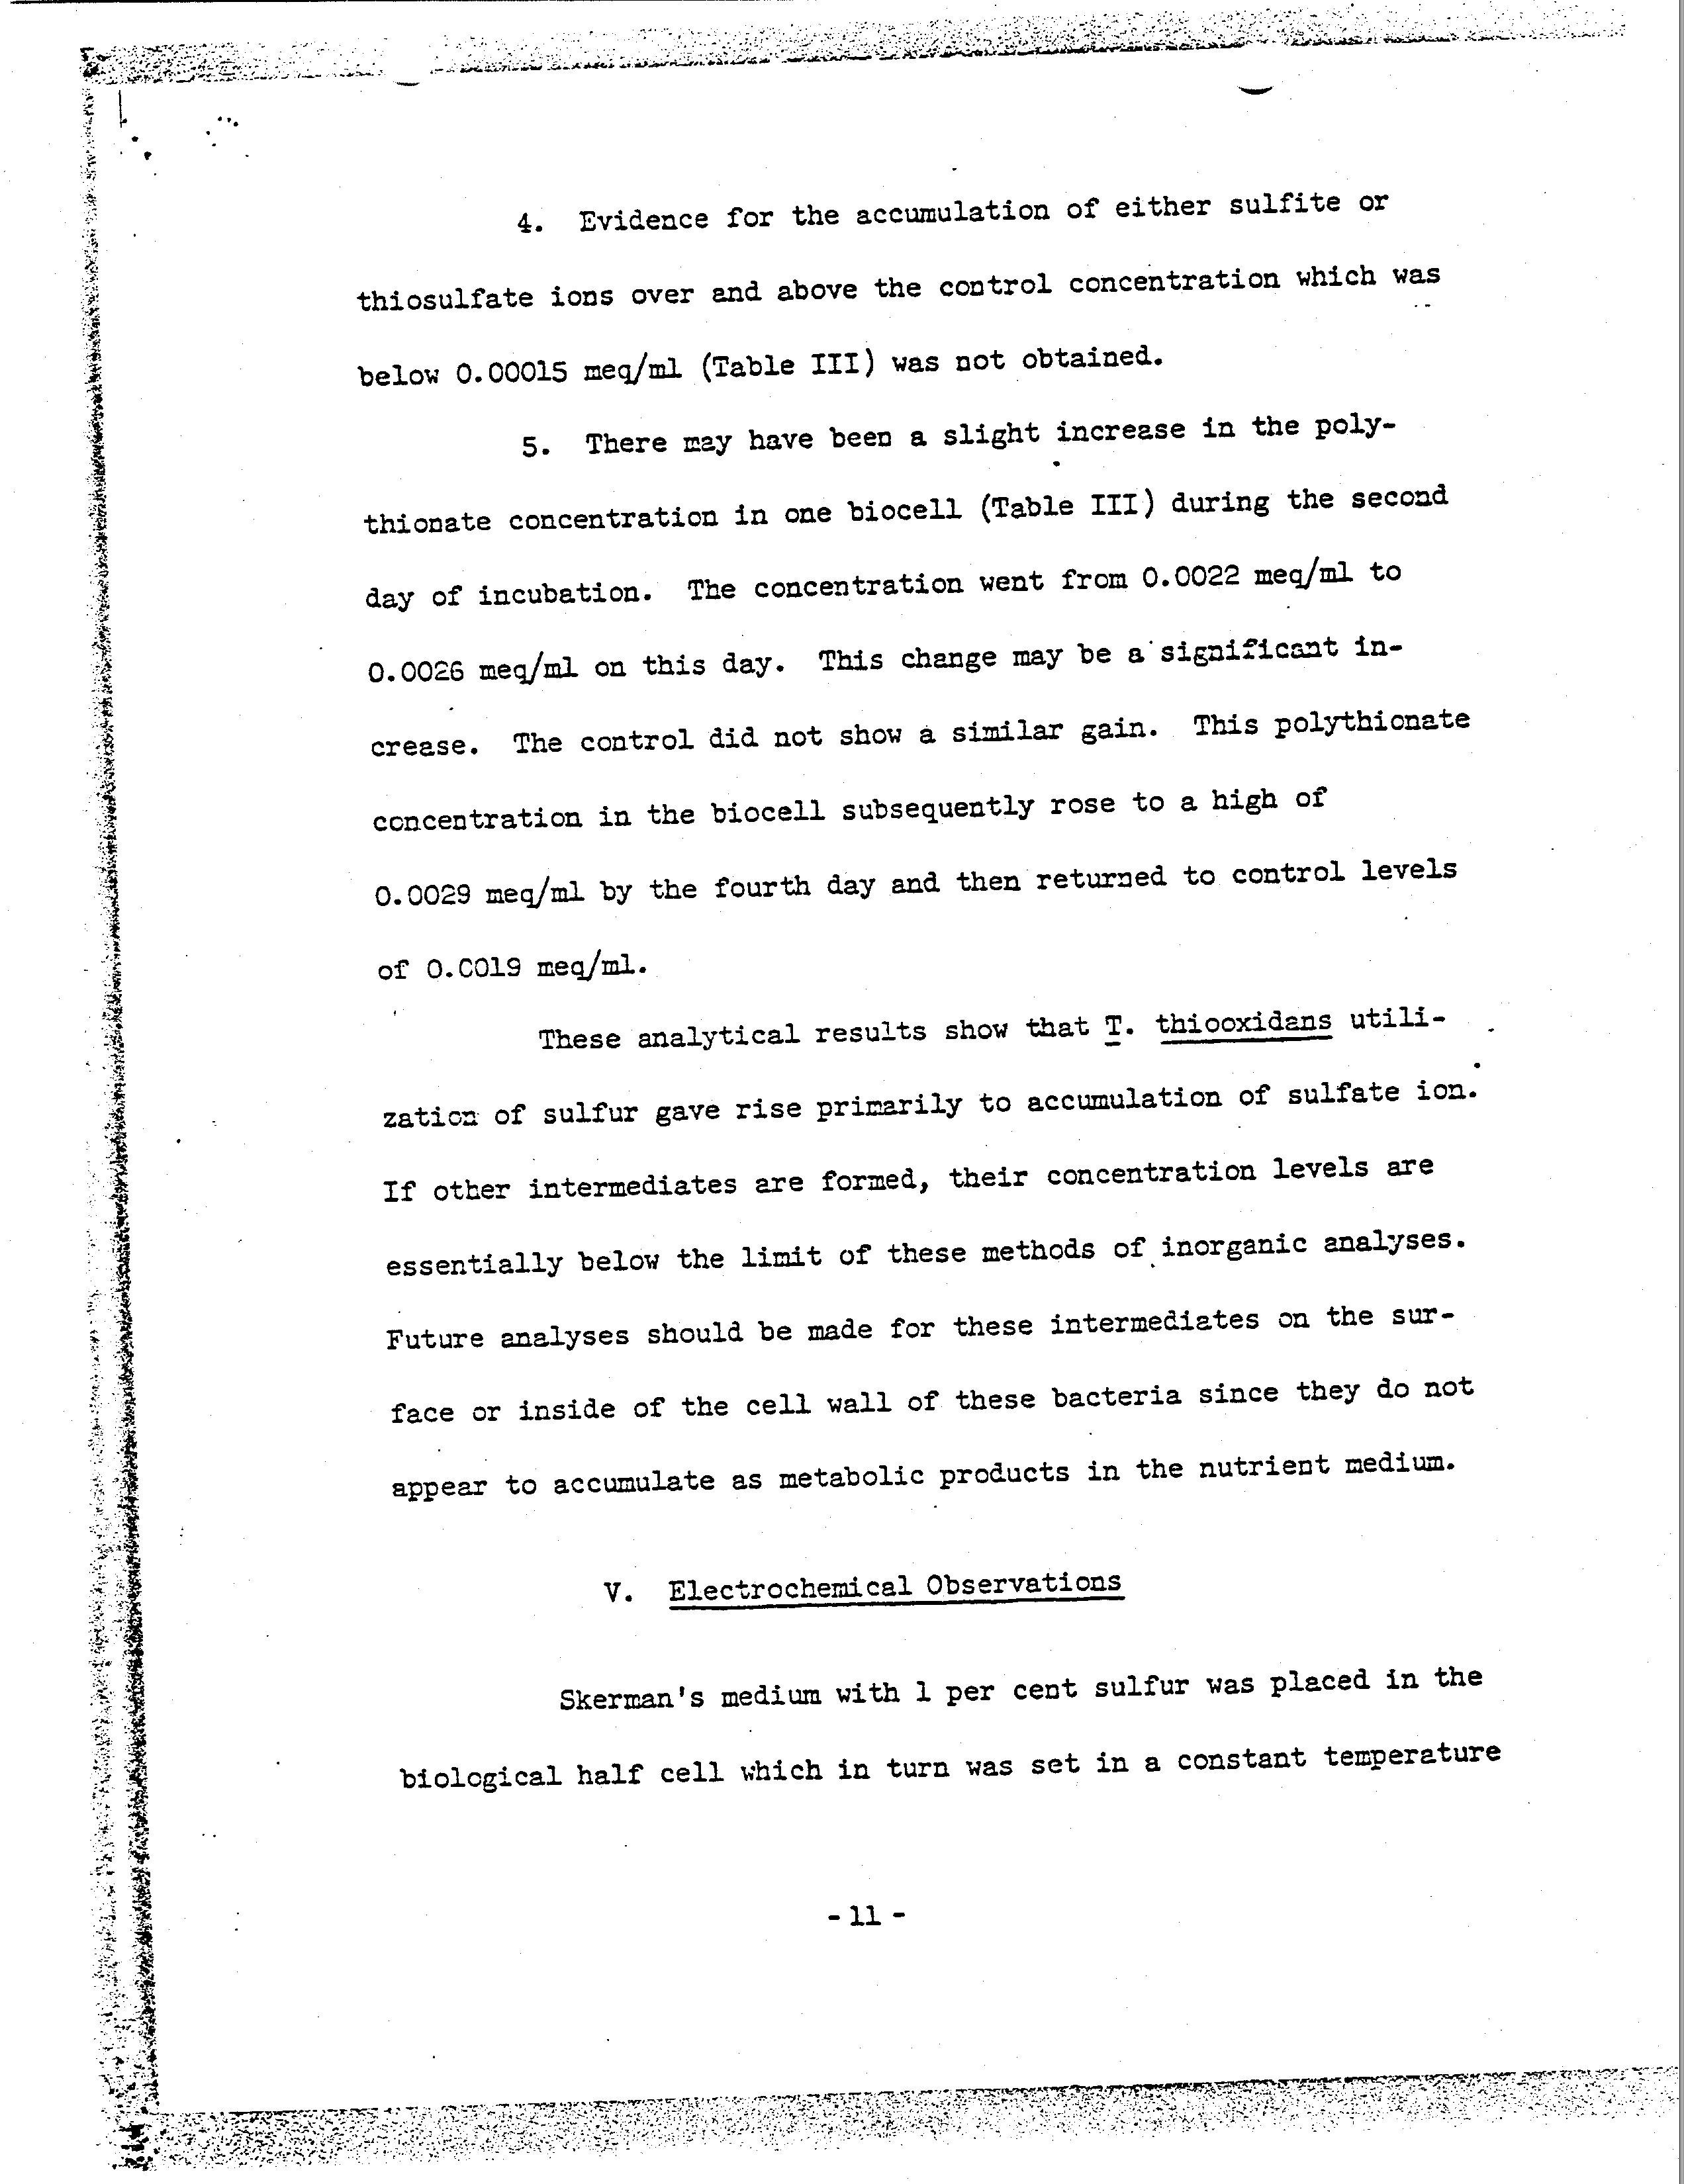 4. Evidence for the accumulation of either sulfite or
thiosulfate ions over and above the control concentration which was
below 0.00015 meq/ml (Table III) was not obtained.
5. There may have been a slight increase in the poly-
thionate concentration in one biocell (Table III) during the second
day of incubation. The concentration went from 0.0022 meq/ml to
0.0026 meq/ml on this day. This change may be a significant in-
crease. The control did not show a similar gain. This polythionate
concentration in the biocell subsequently rose to a high of
0.0029 meq/ml by the fourth day and then returned to control levels
of 0.0019 meq/ml.
These analytical results show that T. thiooxidans utili-
zation of sulfur gave rise primarily to accumulation of sulfate ion.
If other intermediates are formed, their concentration levels are
essentially below the limit of these methods of inorganic analyses.
Future analyses should be made for these intermediates on the sur-
face or inside of the cell wall of these bacteria since they do not
appear to accumulate as metabolic products in the nutrient medium.
V. Electrochemical Observations
Skerman's medium with 1 per cent sulfur was placed in the
biological half cell which in turn was set in a constant temperature
- 11 -